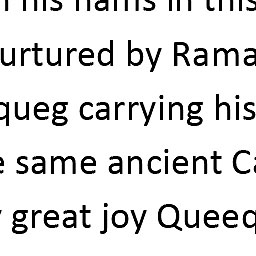 his hams in this
urtured by Rama
queg carrying his
same ancient Ca
great joy Queeq